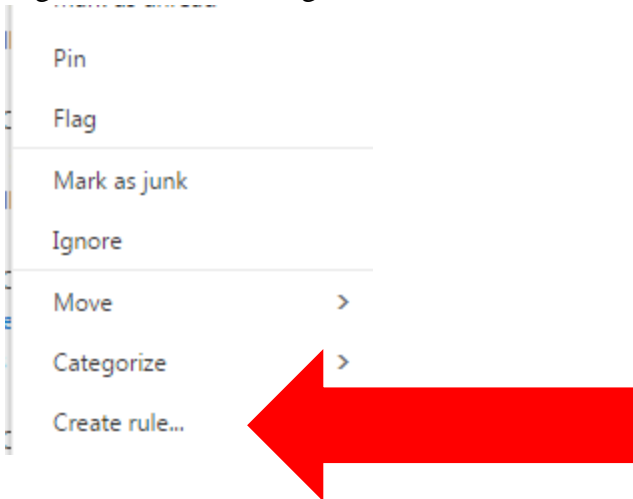 Pin
Flag
Mark as junk
Ignore
Move
Categorize
Create rule...